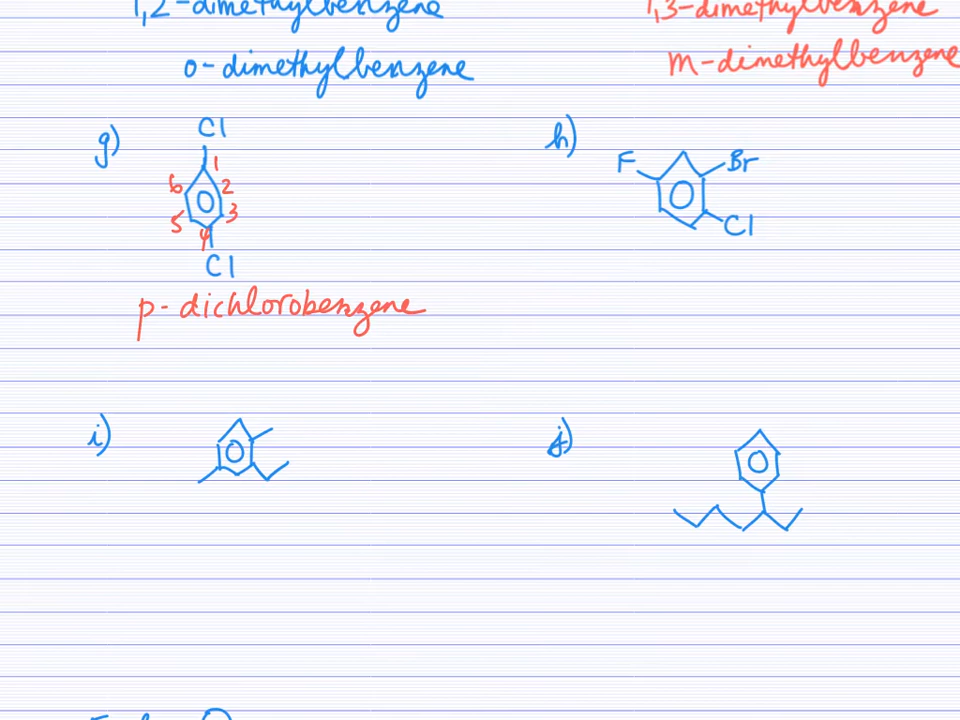 1,2-dimethylbenzene
1,3-dimethylbenzene
o-dimethylbenzene
m-dimethylbenzene
g)
Cl
1
6
2
5
3
4
Cl
p-dichlorobenzene
h)
F
Br
Cl
i)
j)